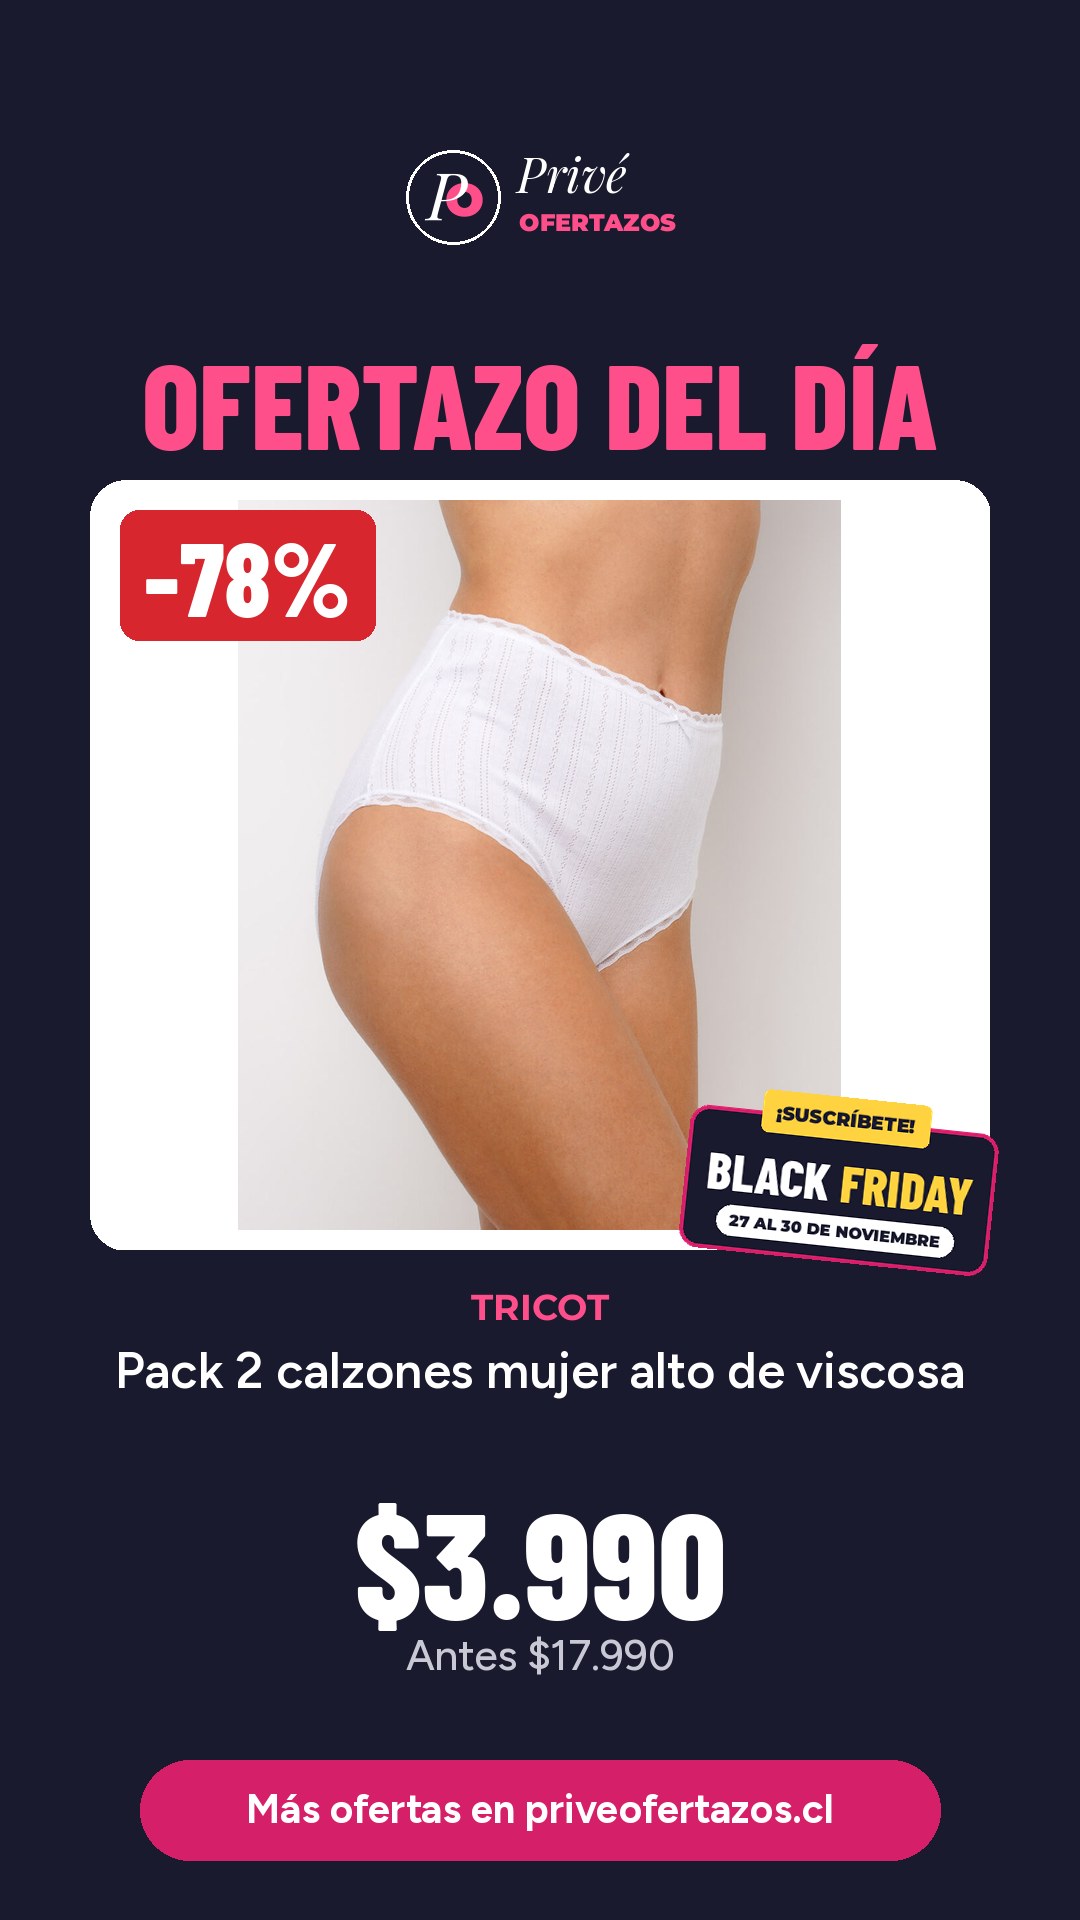 PO
Privé
OFERTAZOS
OFERTAZO DEL DÍA
-78%
¡SUSCRÍBETE!
BLACK FRIDAY
27 AL 30 DE NOVIEMBRE
TRICOT
Pack 2 calzones mujer alto de viscosa
$3.990
Antes $17.990
Más ofertas en priveofertazos.cl